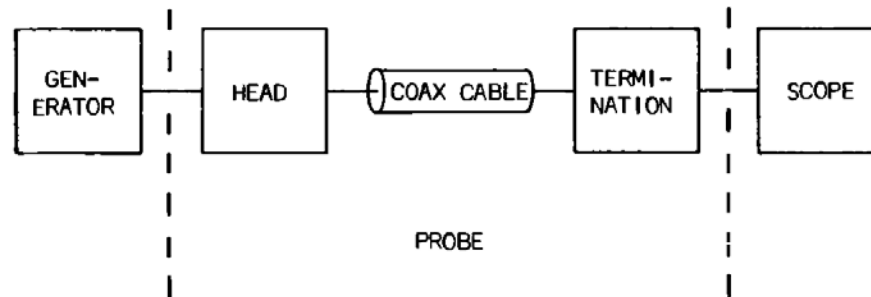 GEN-
ERATOR
HEAD
COAX CABLE
TERMI-
NATION
SCOPE
PROBE